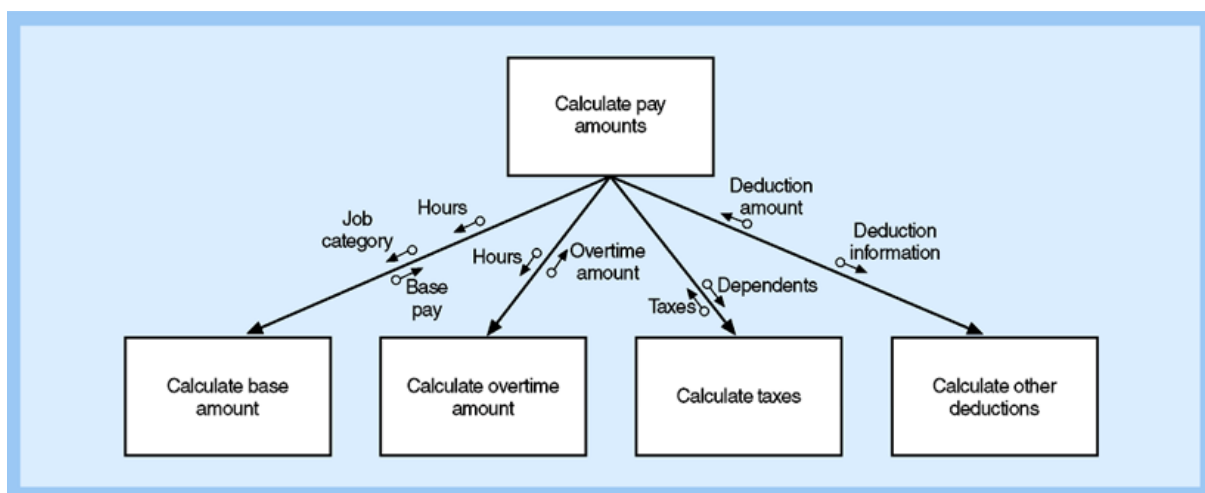 Calculate pay
amounts
Hours
Job
category
Base
pay
Hours
Overtime
amount
Taxes
Dependents
Deduction
amount
Deduction
information
Calculate base
amount
Calculate overtime
amount
Calculate taxes
Calculate other
deductions